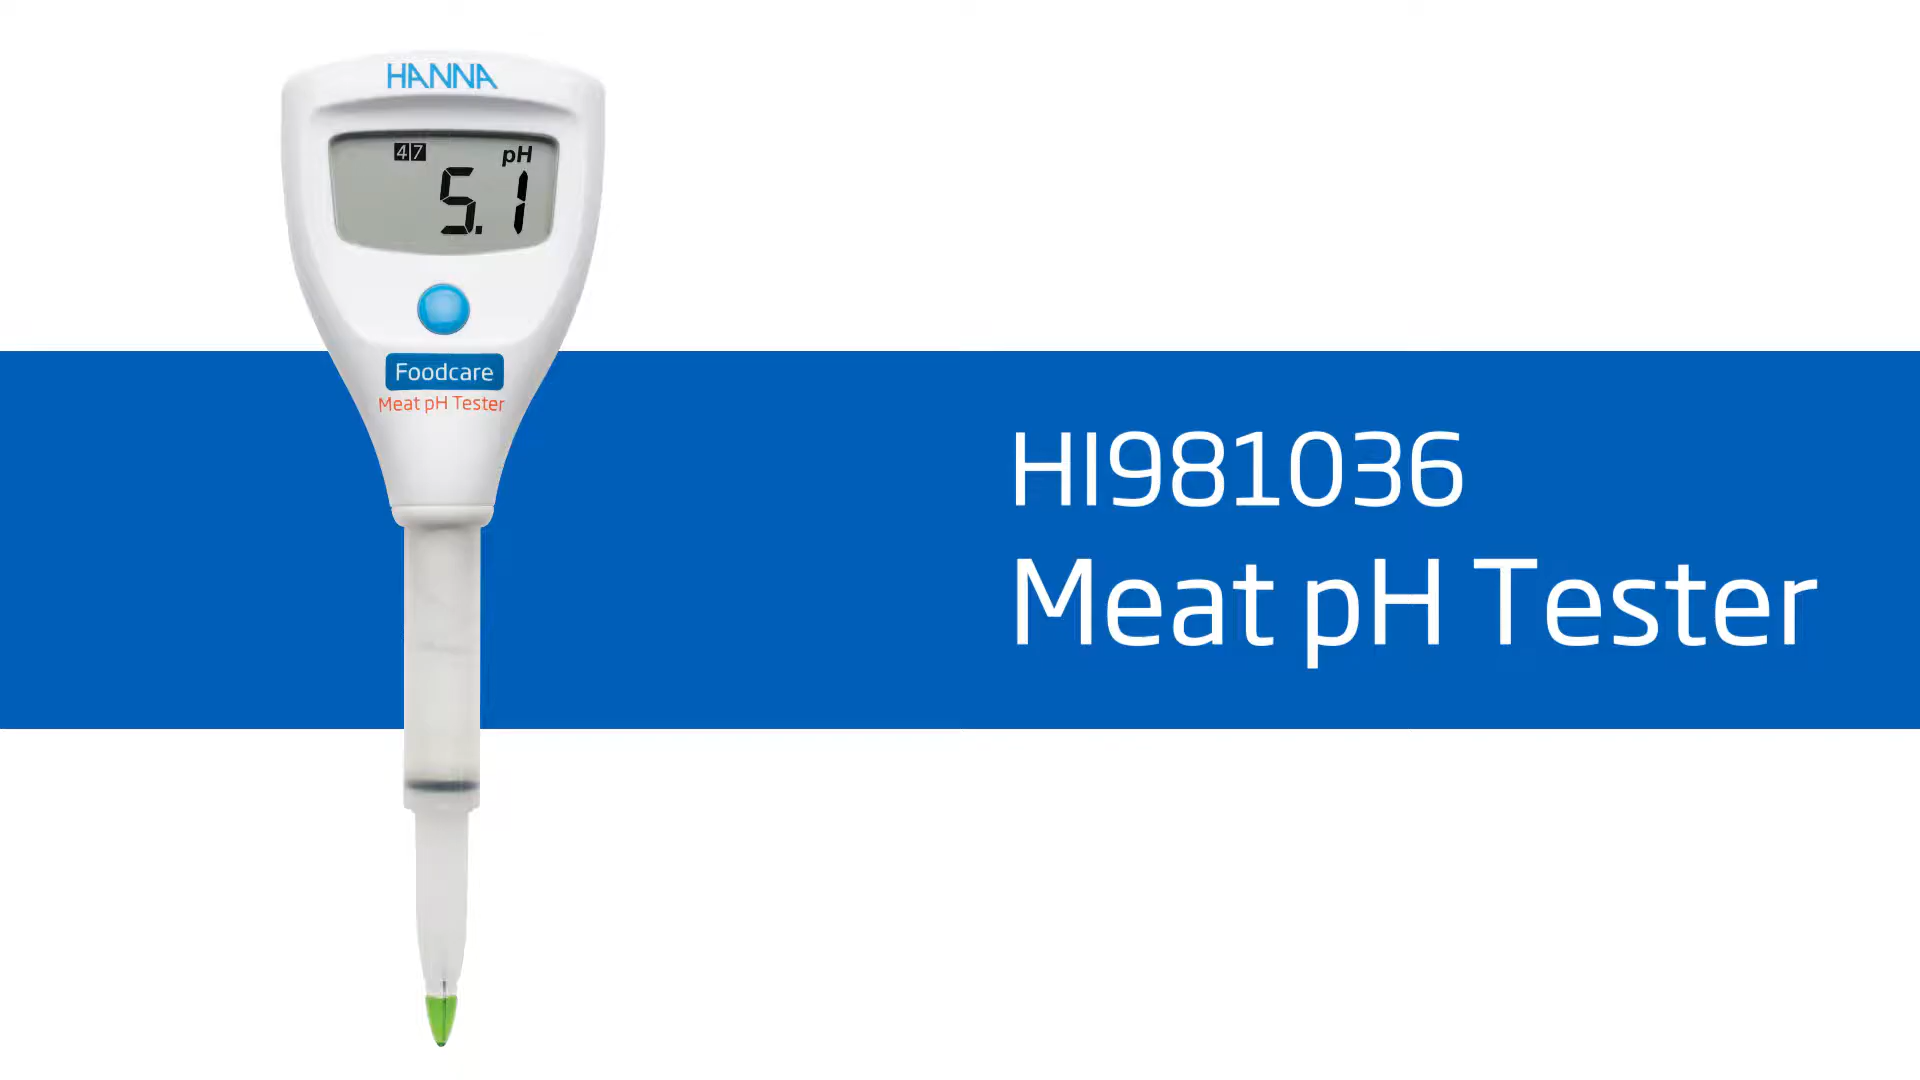 HANNA
4 7 pH
5.1
Foodcare
Meat pH Tester
HI981036
Meat pH Tester